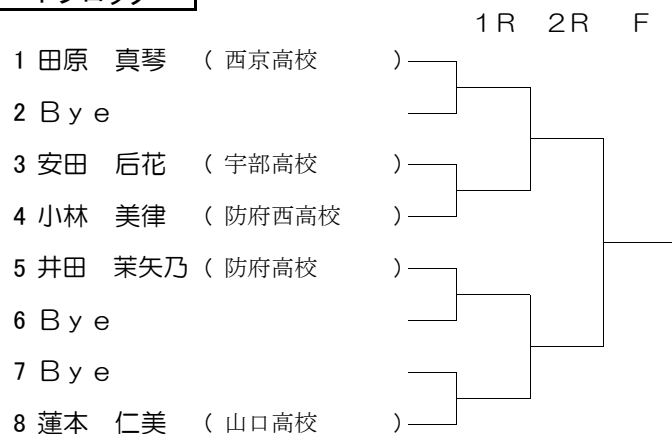 1R 2R F
1 田原 真琴 ( 西京高校 )
2 Bye
3 安田 后花 ( 宇部高校 )
4 小林 美律 ( 防府西高校 )
5 井田 茉矢乃 ( 防府高校 )
6 Bye
7 Bye
8 蓮本 仁美 ( 山口高校 )